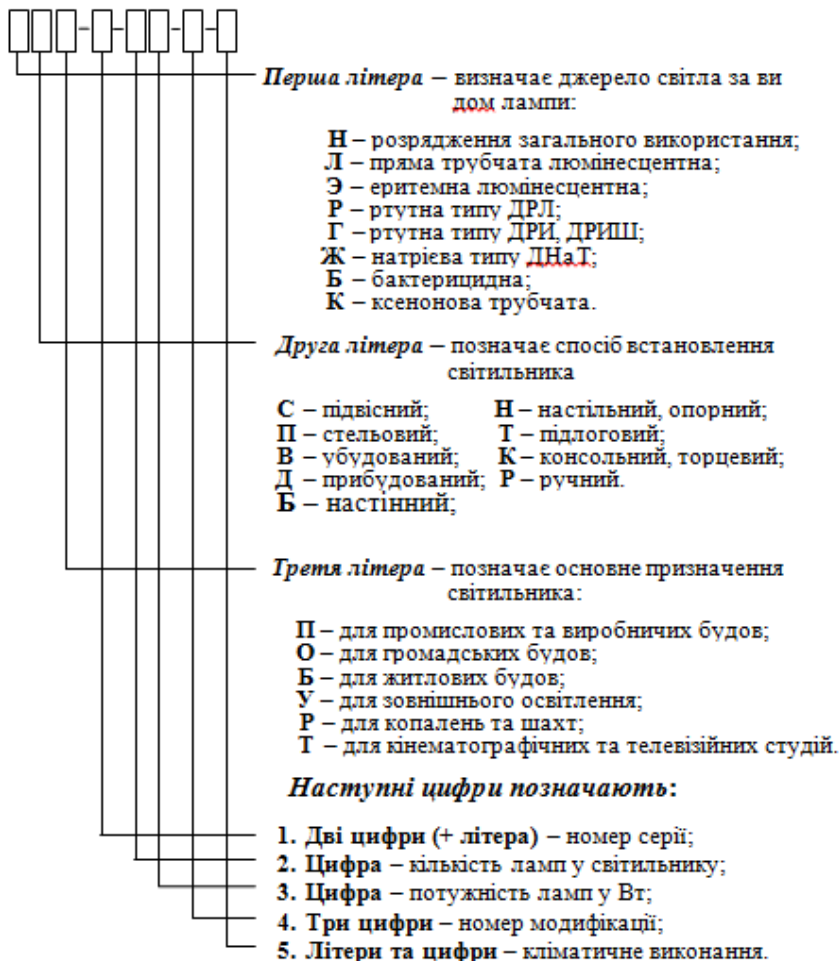 Перша літера – визначає джерело світла за ви
дом лампи:
Н – розрядження загального використання;
Л – пряма трубчата люмінесцентна;
Э – еритемна люмінесцентна;
Р – ртутна типу ДРЛ;
Г – ртутна типу ДРИ, ДРИШ;
Ж – натрієва типу ДНаТ;
Б – бактерицидна;
К – ксенонова трубчата.
Друга літера – позначає спосіб встановлення
світильника
С – підвісний; Н – настільний, опорний;
П – стельовий; Т – підлоговий;
В – убудований; К – консольний, торцевий;
Д – прибудований; Р – ручний.
Б – настінний;
Третя літера – позначає основне призначення
світильника:
П – для промислових та виробничих будов;
О – для громадських будов;
Б – для житлових будов;
У – для зовнішнього освітлення;
Р – для копалень та шахт;
Т – для кінематографічних та телевізійних студій.
Наступні цифри позначають:
1. Дві цифри (+ літера) – номер серії;
2. Цифра – кількість ламп у світильнику;
3. Цифра – потужність ламп у Вт;
4. Три цифри – номер модифікації;
5. Літери та цифри – кліматичне виконання.